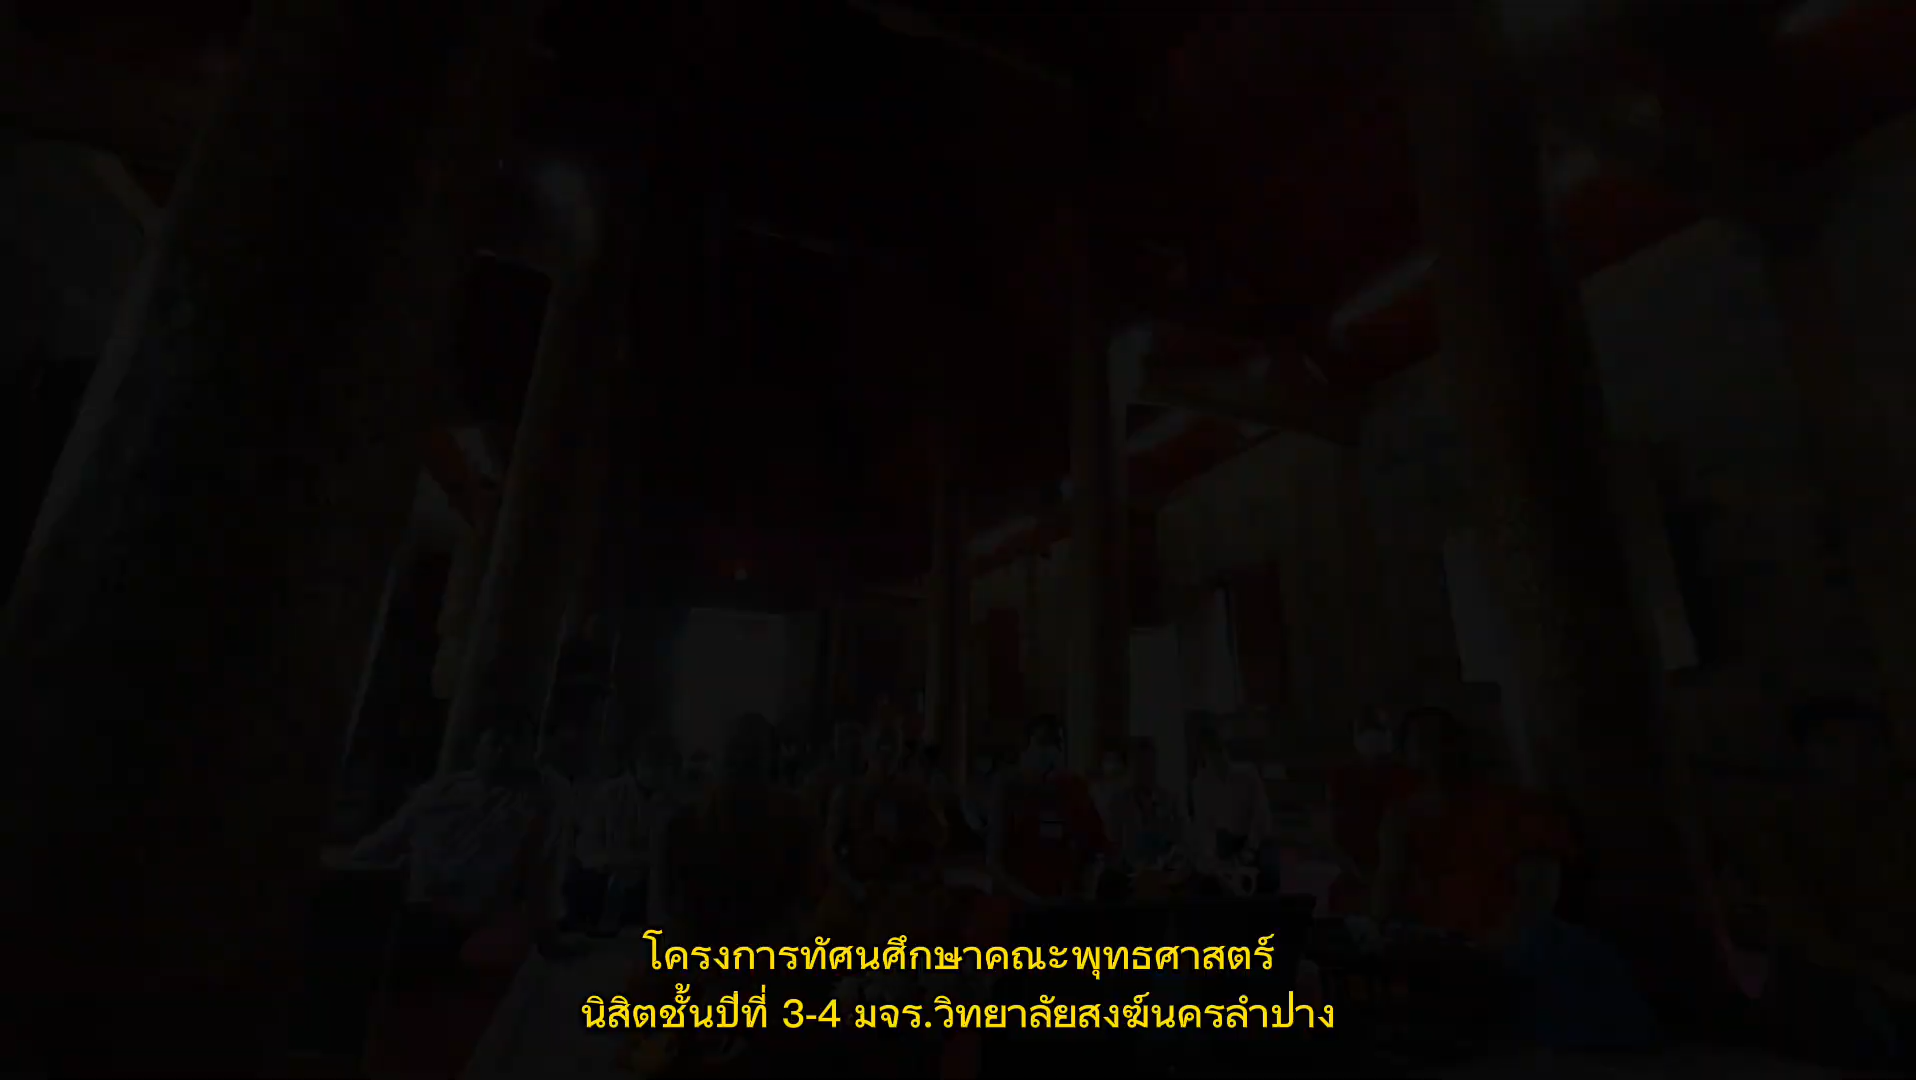 โครงการทัศนศึกษาคณะพุทธศาสตร์
นิสิตชั้นปีที่ 3-4 มจร.วิทยาลัยสงฆ์นครลำปาง